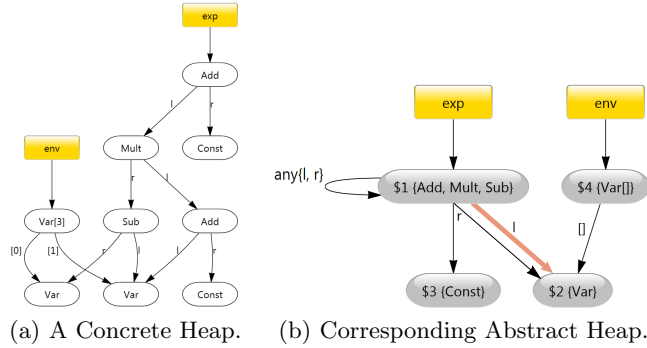 exp
Add
l
r
Mult
Const
env
r
l
Var[3]
Sub
Add
[0]
[1]
r
l
l
r
Var
Var
Const
(a) A Concrete Heap.
exp
env
any{l, r}
$1 {Add, Mult, Sub}
$4 {Var[]}
r
l
[]
$3 {Const}
$2 {Var}
(b) Corresponding Abstract Heap.